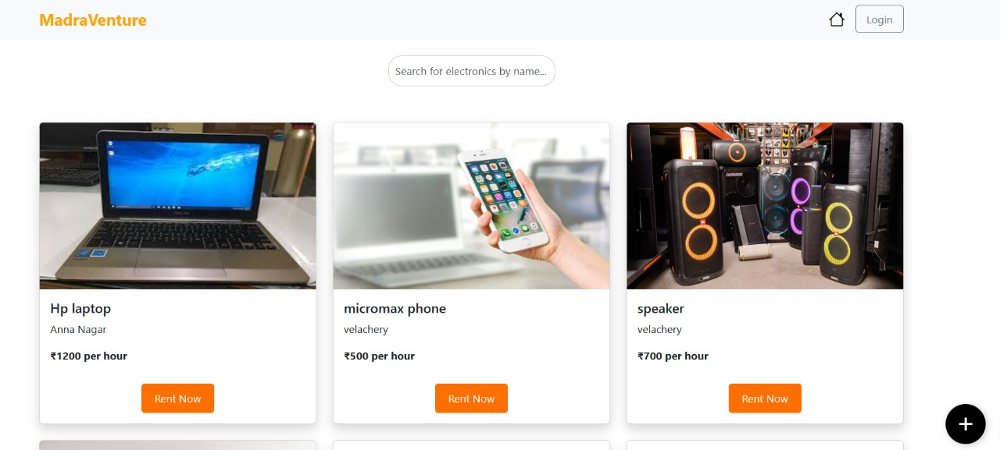 MadraVenture
Login
Search for electronics by name...
Hp laptop
Anna Nagar
₹1200 per hour
Rent Now
micromax phone
velachery
₹500 per hour
Rent Now
speaker
velachery
₹700 per hour
Rent Now